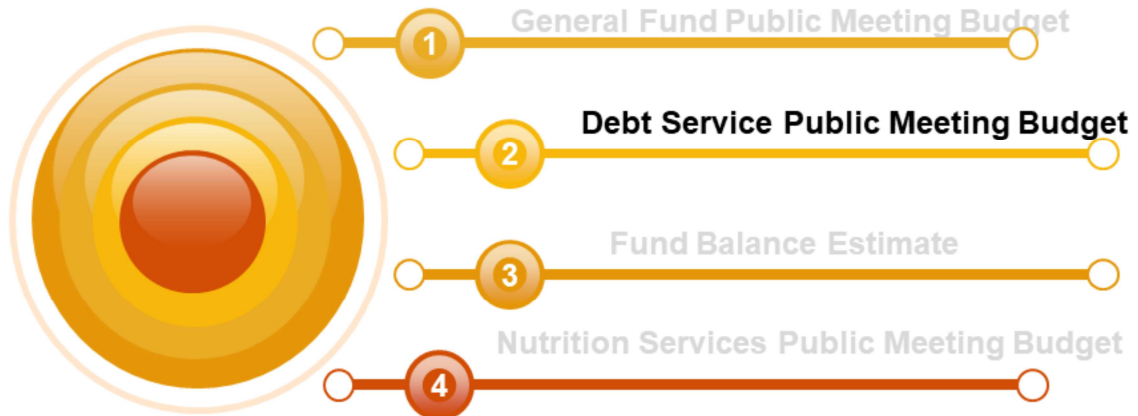 General Fund Public Meeting Budget
1
Debt Service Public Meeting Budget
2
Fund Balance Estimate
3
Nutrition Services Public Meeting Budget
4